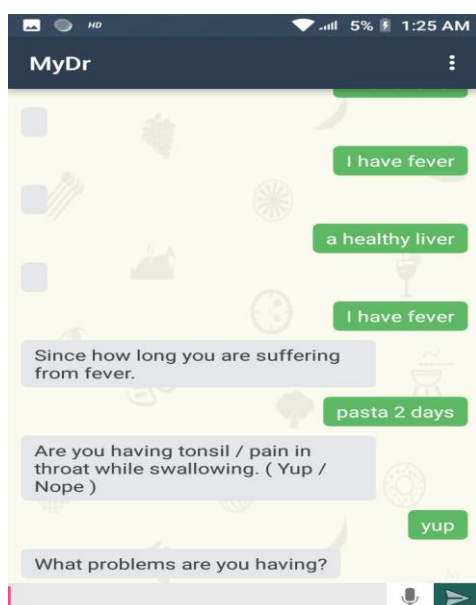 HD 5% 1:25 AM
MyDr
I have fever
a healthy liver
I have fever
Since how long you are suffering
from fever.
pasta 2 days
Are you having tonsil / pain in
throat while swallowing. ( Yup /
Nope )
yup
What problems are you having?